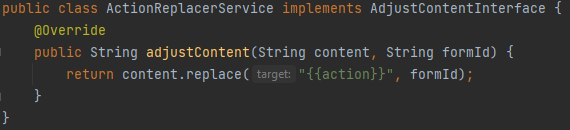 public class ActionReplacerService implements AdjustContentInterface {
@Override
public String adjustContent(String content, String formId) {
return content.replace( target: "{{action}}", formId);
}
}